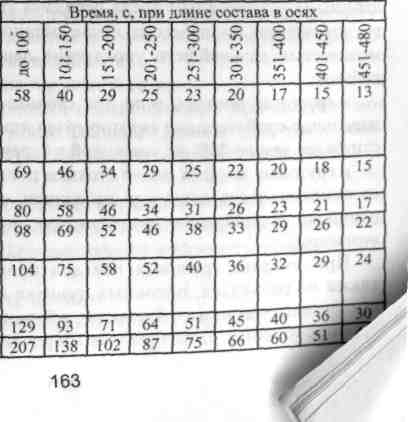 Время, с, при длине состава в осях
до 100 101-150 151-200 201-250 251-300 301-350 351-400 401-450 451-480
58 40 29 25 23 20 17 15 13
69 46 34 29 25 22 20 18 15
80 58 46 34 31 26 23 21 17
98 69 52 46 38 33 29 26 22
104 75 58 52 40 36 32 29 24
129 93 71 64 51 45 40 36 30
207 138 102 87 75 66 60 51
163